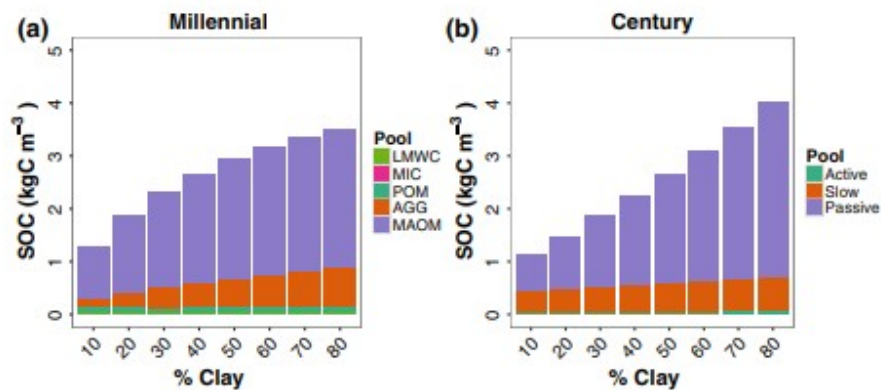 (a) Millennial
SOC (kgC m⁻³)
5
4
3
2
1
0
10 20 30 40 50 60 70 80
% Clay
Pool
LMWC
MIC
POM
AGG
MAOM
(b) Century
SOC (kgC m⁻³)
5
4
3
2
1
0
10 20 30 40 50 60 70 80
% Clay
Pool
Active
Slow
Passive